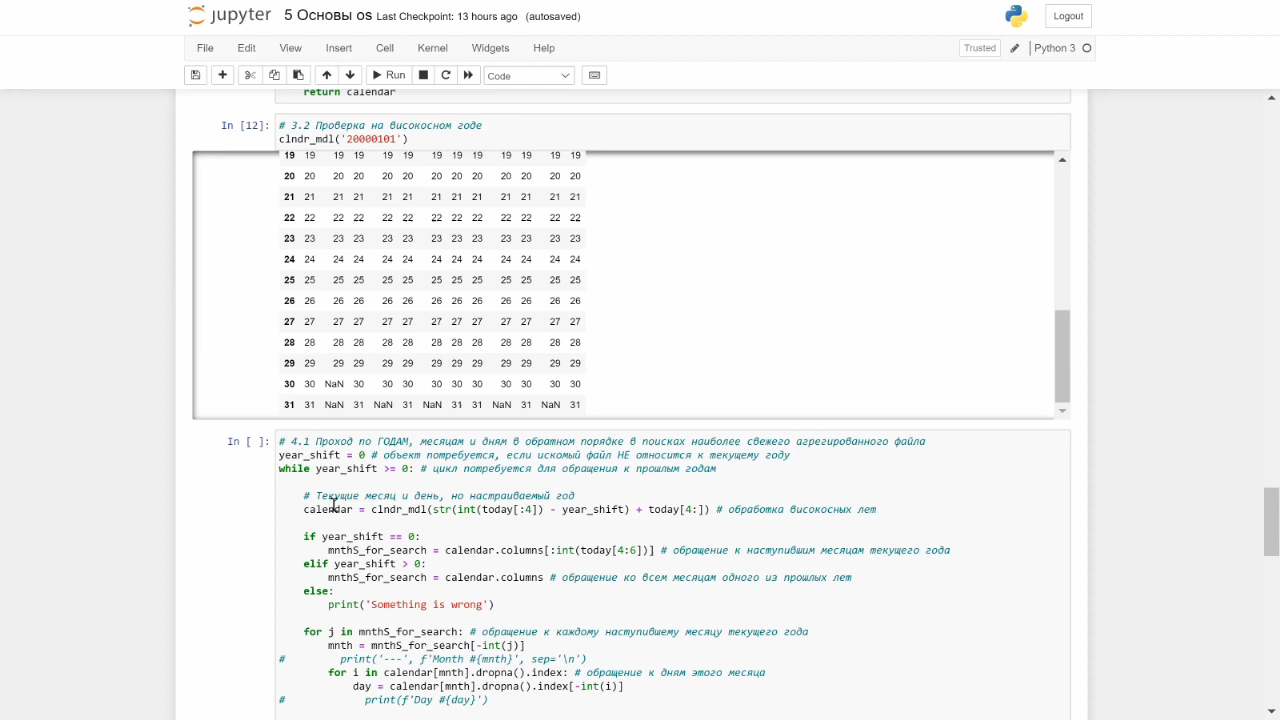 jupyter 5 Основы os Last Checkpoint: 13 hours ago (autosaved) Logout
File Edit View Insert Cell Kernel Widgets Help Trusted Python 3
Run Code
return calendar
In [12]: # 3.2 Проверка на високосном годе
clndr_mdl('20000101')
19 19 19 19 19 19 19 19 19 19 19 19 19
20 20 20 20 20 20 20 20 20 20 20 20 20
21 21 21 21 21 21 21 21 21 21 21 21 21
22 22 22 22 22 22 22 22 22 22 22 22 22
23 23 23 23 23 23 23 23 23 23 23 23 23
24 24 24 24 24 24 24 24 24 24 24 24 24
25 25 25 25 25 25 25 25 25 25 25 25 25
26 26 26 26 26 26 26 26 26 26 26 26 26
27 27 27 27 27 27 27 27 27 27 27 27 27
28 28 28 28 28 28 28 28 28 28 28 28 28
29 29 29 29 29 29 29 29 29 29 29 29 29
30 30 NaN 30 30 30 30 30 30 30 30 30 30
31 31 NaN 31 NaN 31 NaN 31 31 NaN 31 NaN 31
In [ ]: # 4.1 Проход по ГОДАМ, месяцам и дням в обратном порядке в поисках наиболее свежего агрегированного файла
year_shift = 0 # объект потребуется, если искомый файл НЕ относится к текущему году
while year_shift >= 0: # цикл потребуется для обращения к прошлым годам
# Текущие месяц и день, но настраиваемый год
calendar = clndr_mdl(str(int(today[:4]) - year_shift) + today[4:]) # обработка високосных лет
if year_shift == 0:
mnthS_for_search = calendar.columns[:int(today[4:6])] # обращение к наступившим месяцам текущего года
elif year_shift > 0:
mnthS_for_search = calendar.columns # обращение ко всем месяцам одного из прошлых лет
else:
print('Something is wrong')
for j in mnthS_for_search: # обращение к каждому наступившему месяцу текущего года
mnth = mnthS_for_search[-int(j)]
# print('---', f'Month #{mnth}', sep='\n')
for i in calendar[mnth].dropna().index: # обращение к дням этого месяца
day = calendar[mnth].dropna().index[-int(i)]
# print(f'Day #{day}')